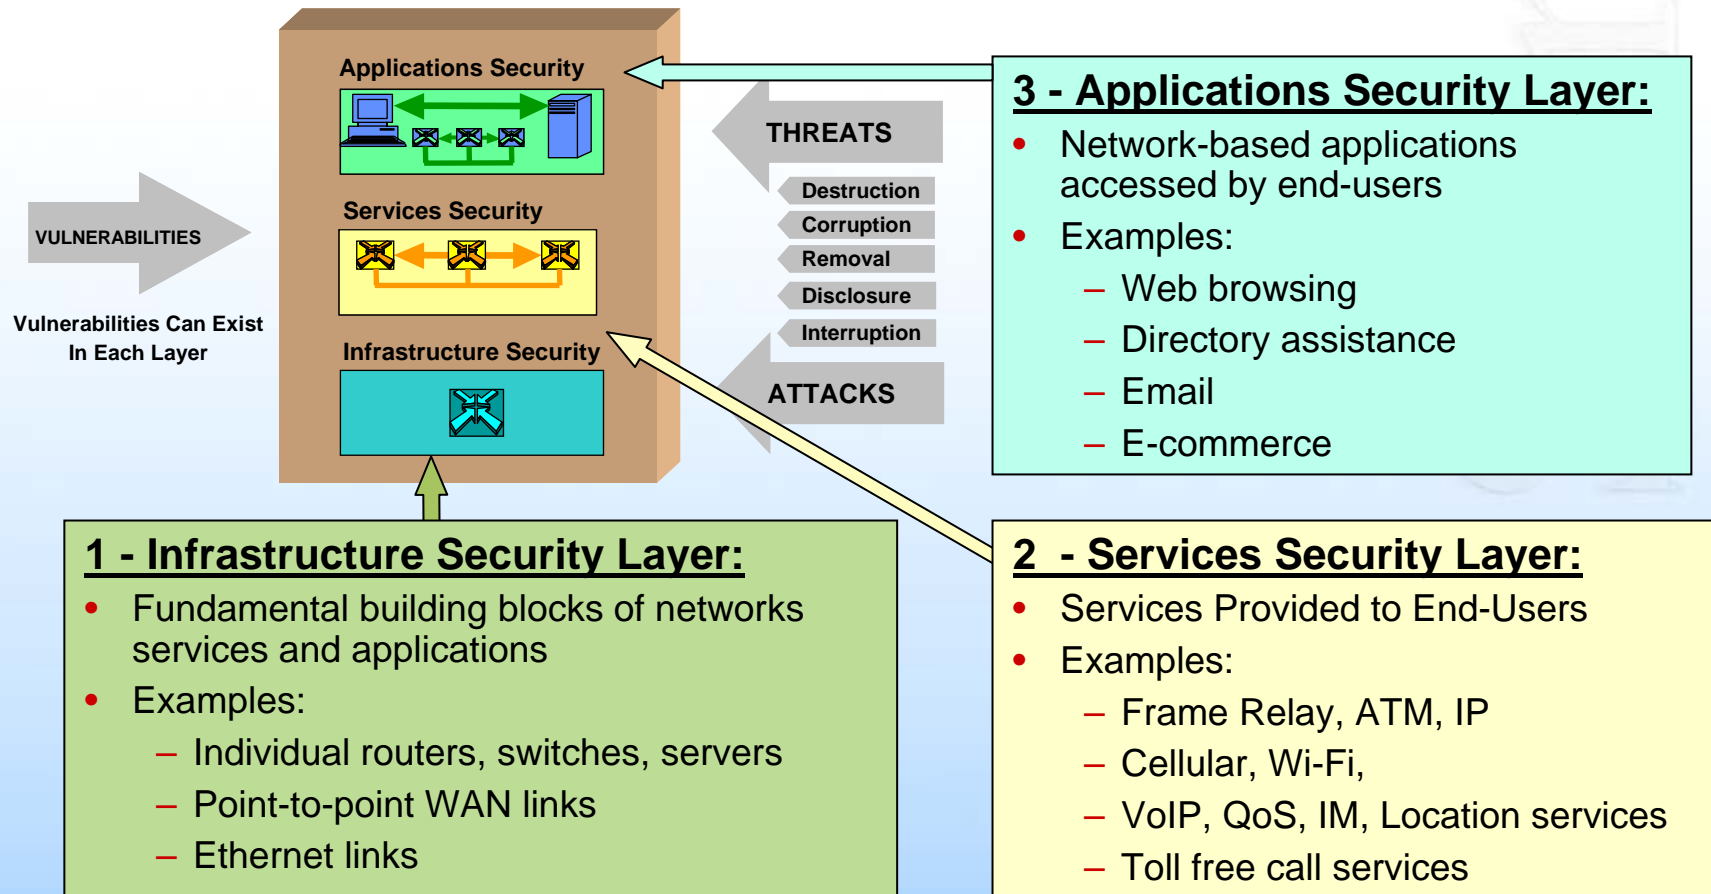 Applications Security
Services Security
Infrastructure Security
VULNERABILITIES
Vulnerabilities Can Exist
In Each Layer
THREATS
Destruction
Corruption
Removal
Disclosure
Interruption
ATTACKS
3 - Applications Security Layer:
• Network-based applications
accessed by end-users
• Examples:
– Web browsing
– Directory assistance
– Email
– E-commerce
1 - Infrastructure Security Layer:
• Fundamental building blocks of networks
services and applications
• Examples:
– Individual routers, switches, servers
– Point-to-point WAN links
– Ethernet links
2 - Services Security Layer:
• Services Provided to End-Users
• Examples:
– Frame Relay, ATM, IP
– Cellular, Wi-Fi,
– VoIP, QoS, IM, Location services
– Toll free call services